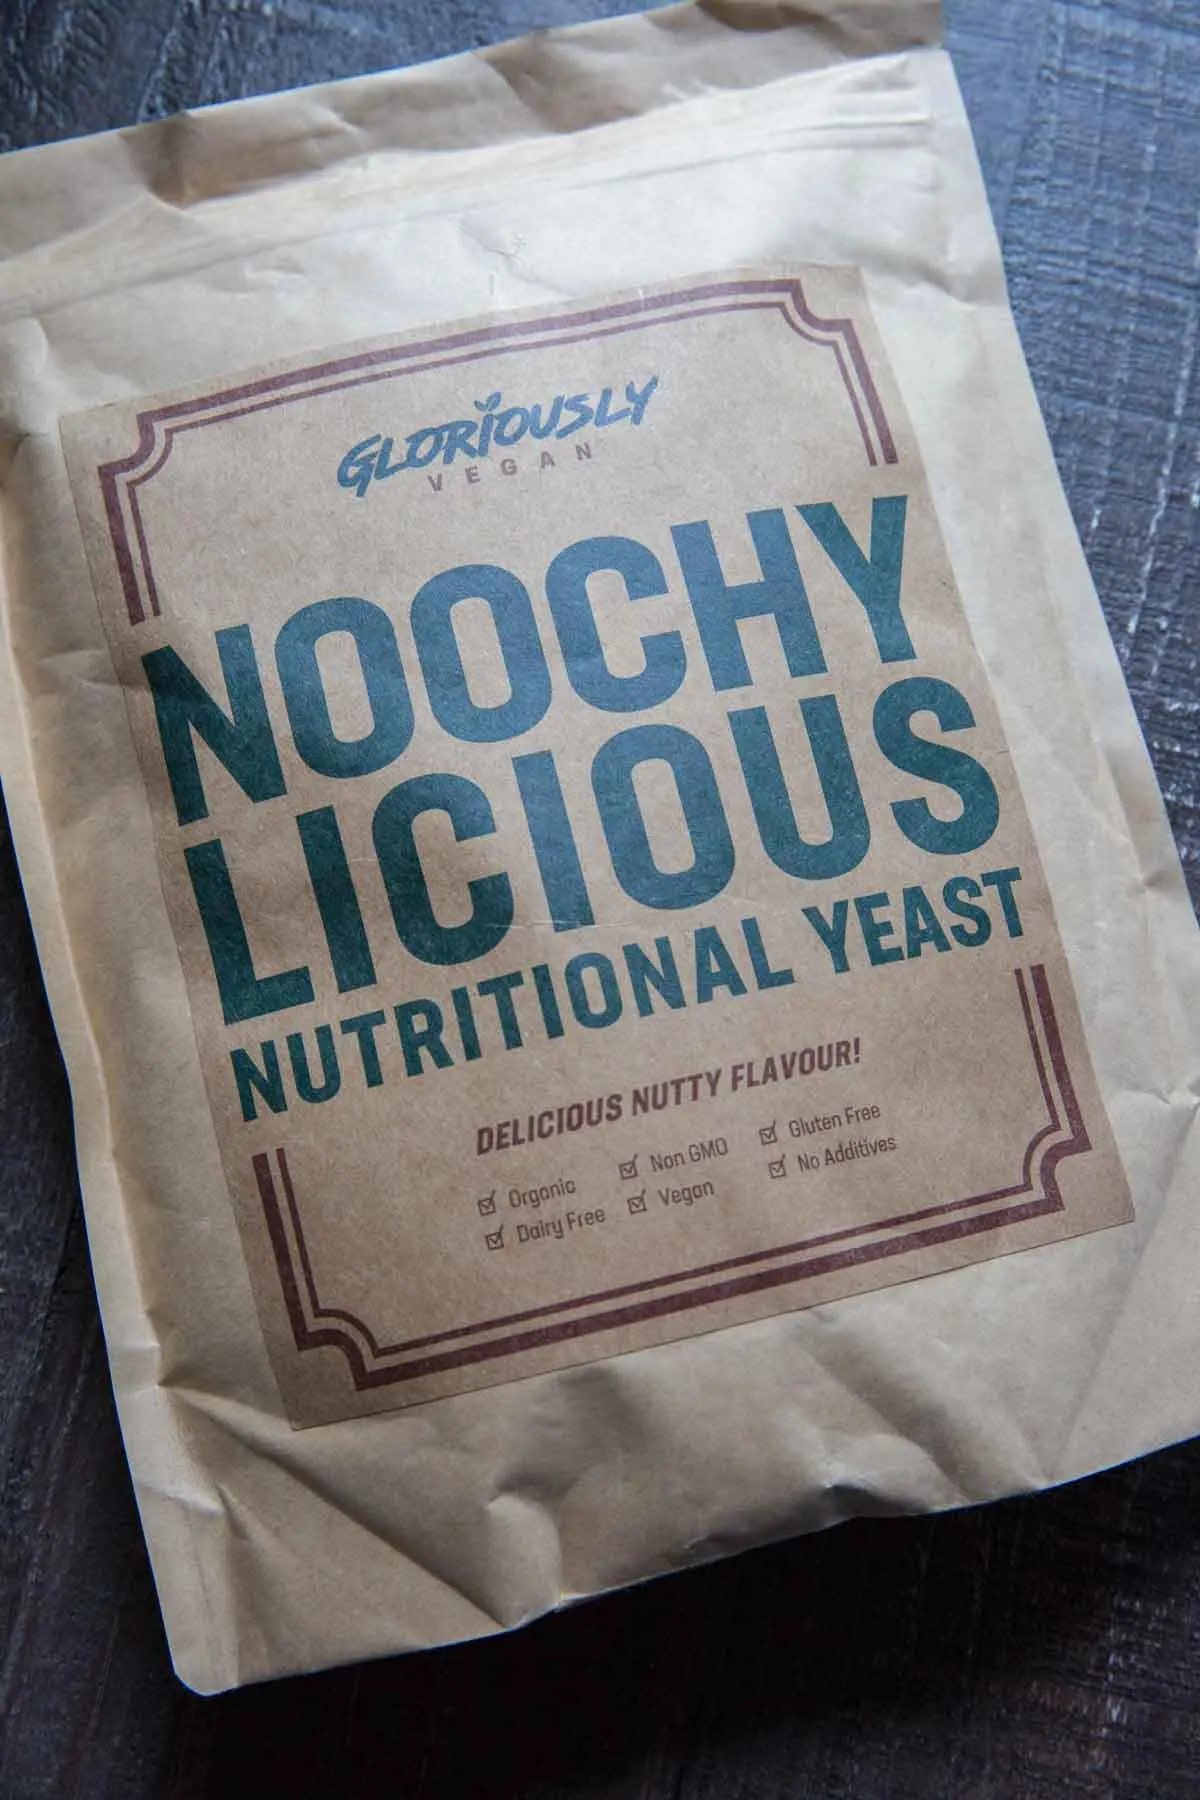 GLORIOUSLY
VEGAN
NOOCHY
LICIOUS
NUTRITIONAL YEAST
DELICIOUS NUTTY FLAVOUR!
☑ Organic ☑ Non GMO ☑ Gluten Free
☑ Dairy Free ☑ Vegan ☑ No Additives